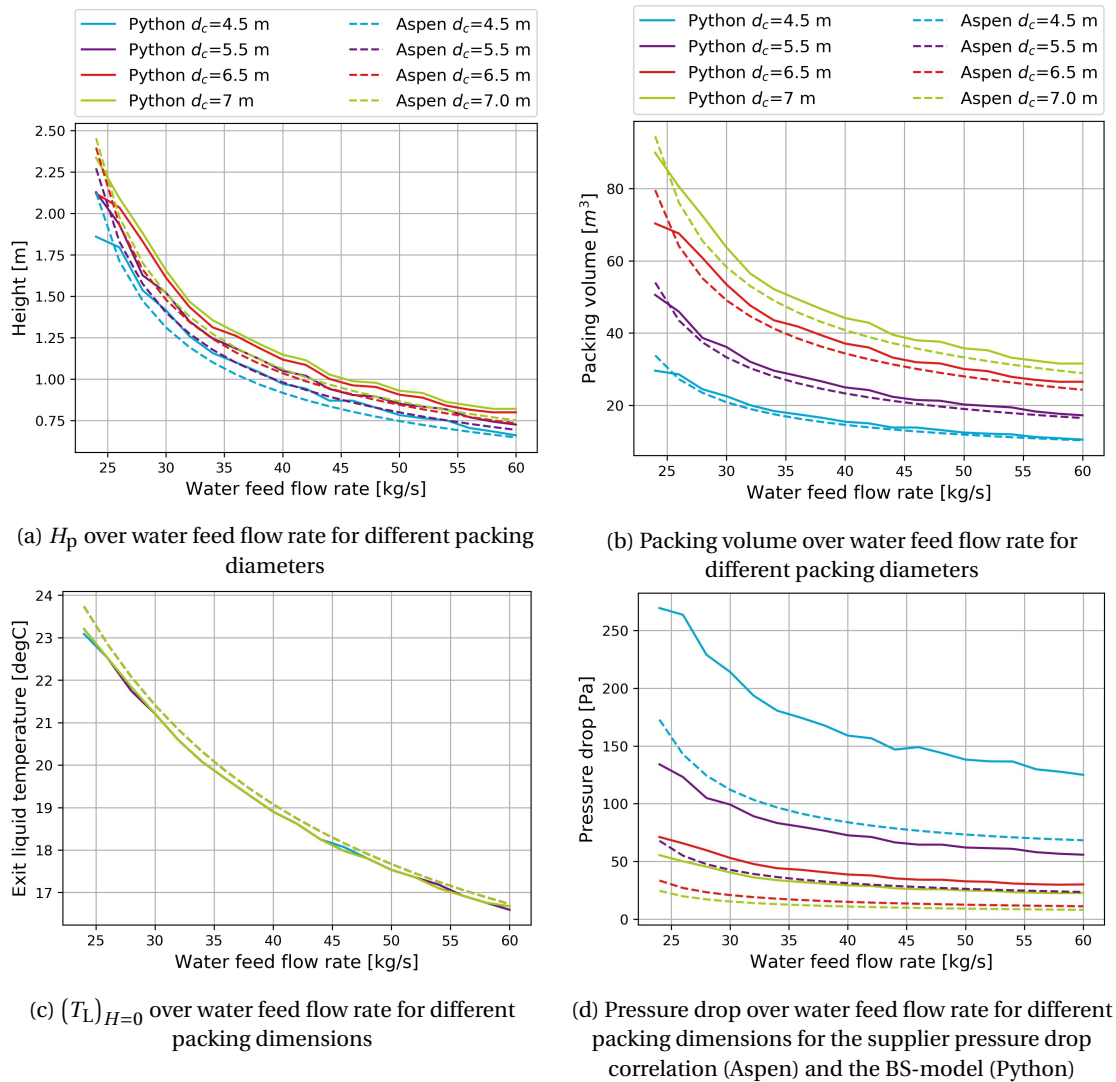 Python d_c=4.5 m Aspen d_c=4.5 m
Python d_c=5.5 m Aspen d_c=5.5 m
Python d_c=6.5 m Aspen d_c=6.5 m
Python d_c=7 m Aspen d_c=7.0 m
2.50
2.25
2.00
1.75
1.50
1.25
1.00
0.75
Height [m]
25 30 35 40 45 50 55 60
Water feed flow rate [kg/s]
(a) H_p over water feed flow rate for different packing
diameters
Python d_c=4.5 m Aspen d_c=4.5 m
Python d_c=5.5 m Aspen d_c=5.5 m
Python d_c=6.5 m Aspen d_c=6.5 m
Python d_c=7 m Aspen d_c=7.0 m
80
60
40
20
Packing volume [m³]
25 30 35 40 45 50 55 60
Water feed flow rate [kg/s]
(b) Packing volume over water feed flow rate for
different packing diameters
24
23
22
21
20
19
18
17
Exit liquid temperature [degC]
25 30 35 40 45 50 55 60
Water feed flow rate [kg/s]
(c) (T_L)_{H=0} over water feed flow rate for different
packing dimensions
250
200
150
100
50
0
Pressure drop [Pa]
25 30 35 40 45 50 55 60
Water feed flow rate [kg/s]
(d) Pressure drop over water feed flow rate for different
packing dimensions for the supplier pressure drop
correlation (Aspen) and the BS-model (Python)